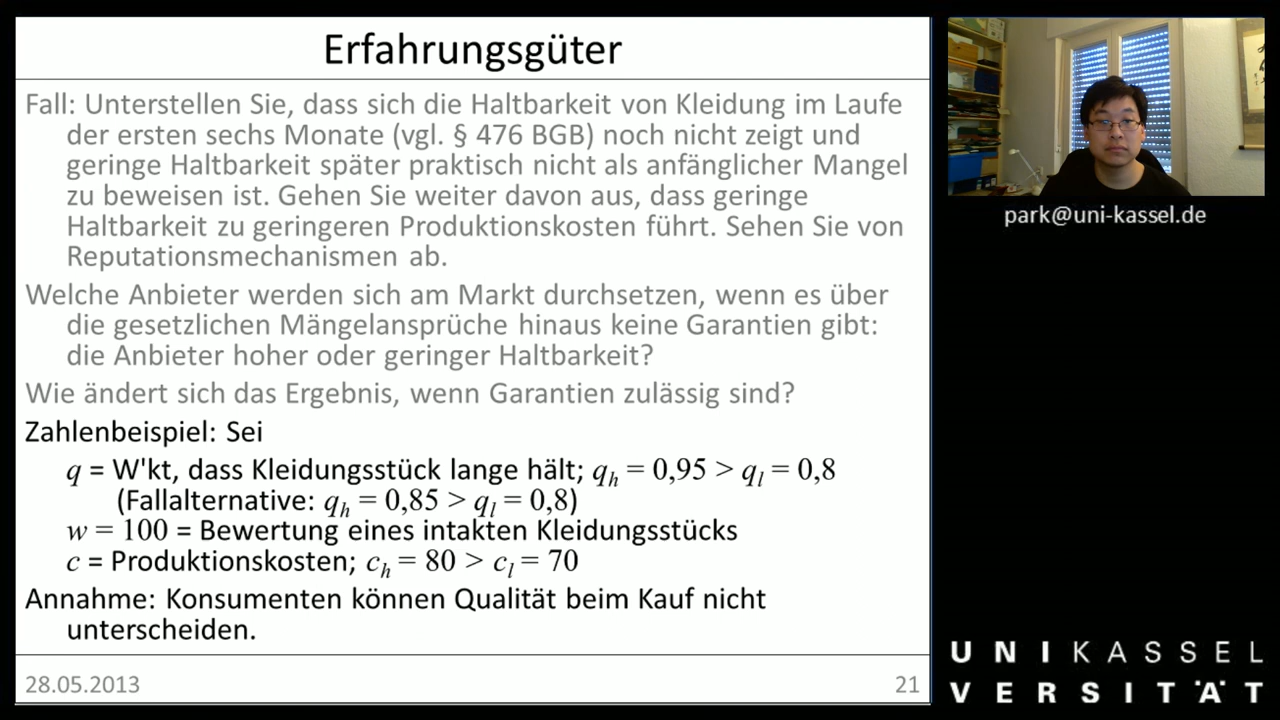 Erfahrungsgüter
Fall: Unterstellen Sie, dass sich die Haltbarkeit von Kleidung im Laufe
der ersten sechs Monate (vgl. § 476 BGB) noch nicht zeigt und
geringe Haltbarkeit später praktisch nicht als anfänglicher Mangel
zu beweisen ist. Gehen Sie weiter davon aus, dass geringe
Haltbarkeit zu geringeren Produktionskosten führt. Sehen Sie von
Reputationsmechanismen ab.
Welche Anbieter werden sich am Markt durchsetzen, wenn es über
die gesetzlichen Mängelansprüche hinaus keine Garantien gibt:
die Anbieter hoher oder geringer Haltbarkeit?
Wie ändert sich das Ergebnis, wenn Garantien zulässig sind?
Zahlenbeispiel: Sei
q = W'kt, dass Kleidungsstück lange hält; q_h = 0,95 > q_l = 0,8
(Fallalternative: q_h = 0,85 > q_l = 0,8)
w = 100 = Bewertung eines intakten Kleidungsstücks
c = Produktionskosten; c_h = 80 > c_l = 70
Annahme: Konsumenten können Qualität beim Kauf nicht
unterscheiden.
28.05.2013
21
park@uni-kassel.de
UNIKASSEL
VERSITÄT